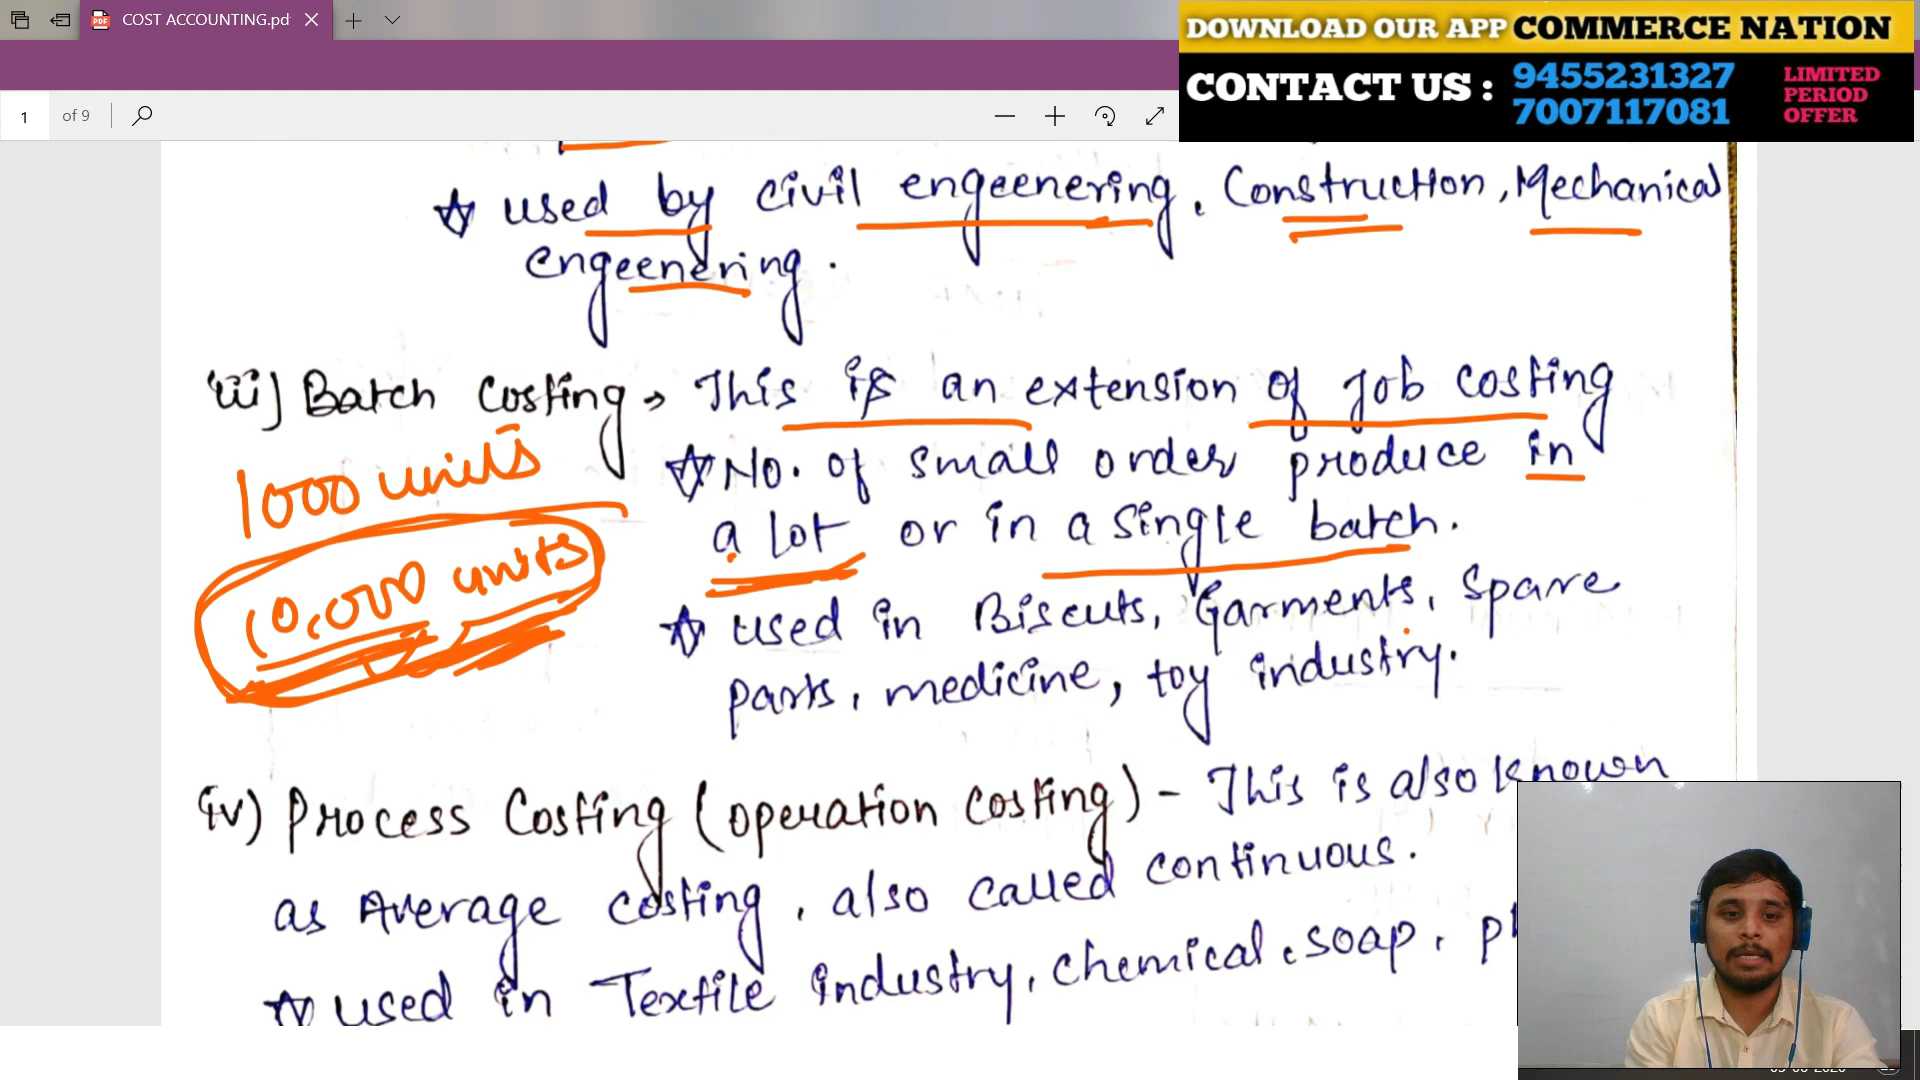 COST ACCOUNTING.pd
DOWNLOAD OUR APP COMMERCE NATION
CONTACT US : 9455231327
7007117081
LIMITED
PERIOD
OFFER
1 of 9
☆ used by civil engeenering, Construction, Mechanical
engeenering.
iii) Batch Costing → This is an extension of Job costing
☆ No. of small order produce in
a lot or in a single batch.
1000 units
10,000 units
☆ used in Biscuts, Garments, Spare
parts, medicine, toy industry.
iv) Process Costing (operation costing) - This is also known
as Average costing, also called continuous.
☆ used in Textile industry, chemical, soap,